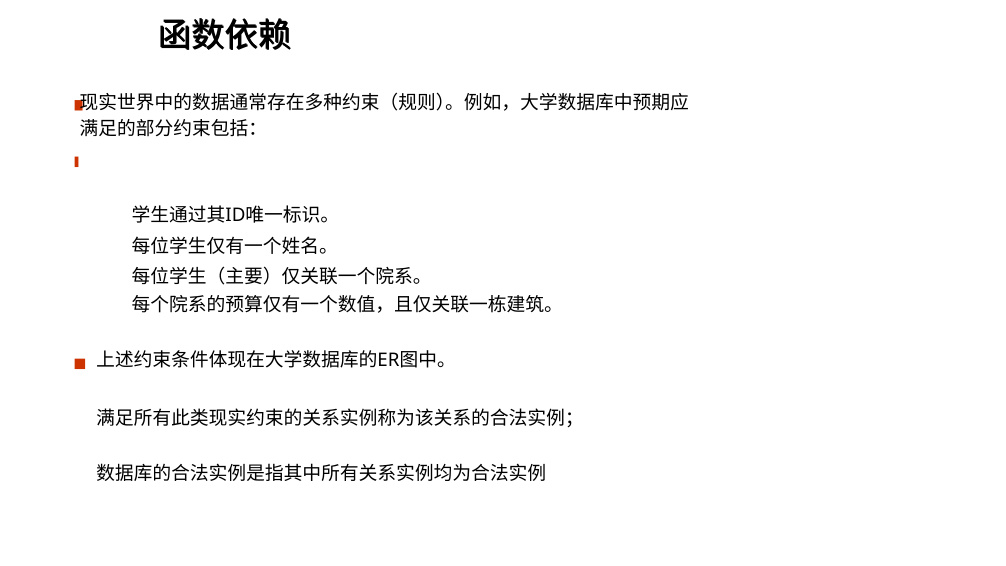 函数依赖
现实世界中的数据通常存在多种约束（规则）。例如，大学数据库中预期应
满足的部分约束包括：
学生通过其ID唯一标识。
每位学生仅有一个姓名。
每位学生（主要）仅关联一个院系。
每个院系的预算仅有一个数值，且仅关联一栋建筑。
上述约束条件体现在大学数据库的ER图中。
满足所有此类现实约束的关系实例称为该关系的合法实例；
数据库的合法实例是指其中所有关系实例均为合法实例